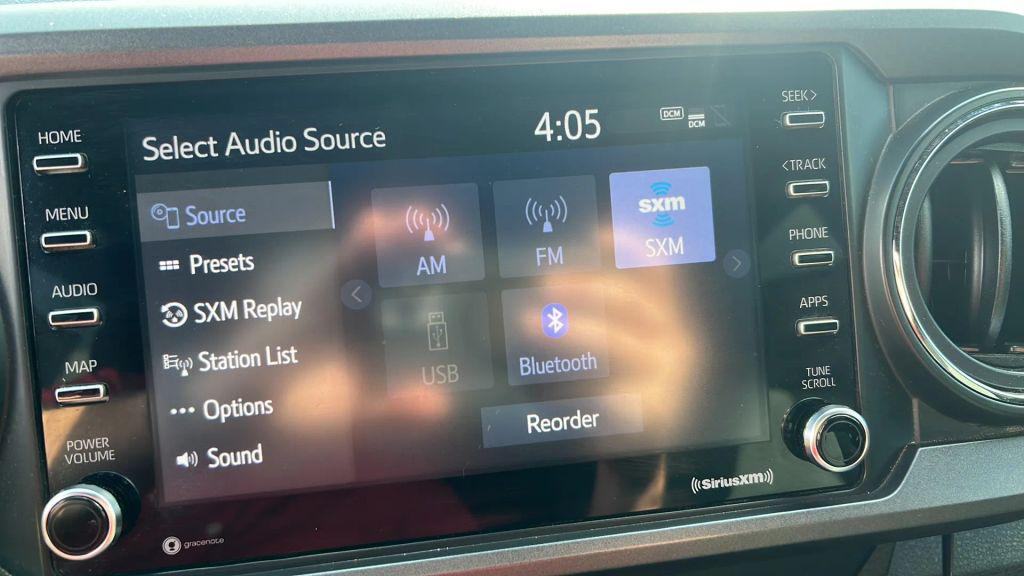 HOME
MENU
AUDIO
MAP
POWER
VOLUME
Select Audio Source
4:05
DCM
DCM
Source
Presets
SXM Replay
Station List
Options
Sound
AM
FM
sxm
SXM
USB
Bluetooth
Reorder
SEEK>
<TRACK
PHONE
APPS
TUNE
SCROLL
gracenote
((SiriusXM))